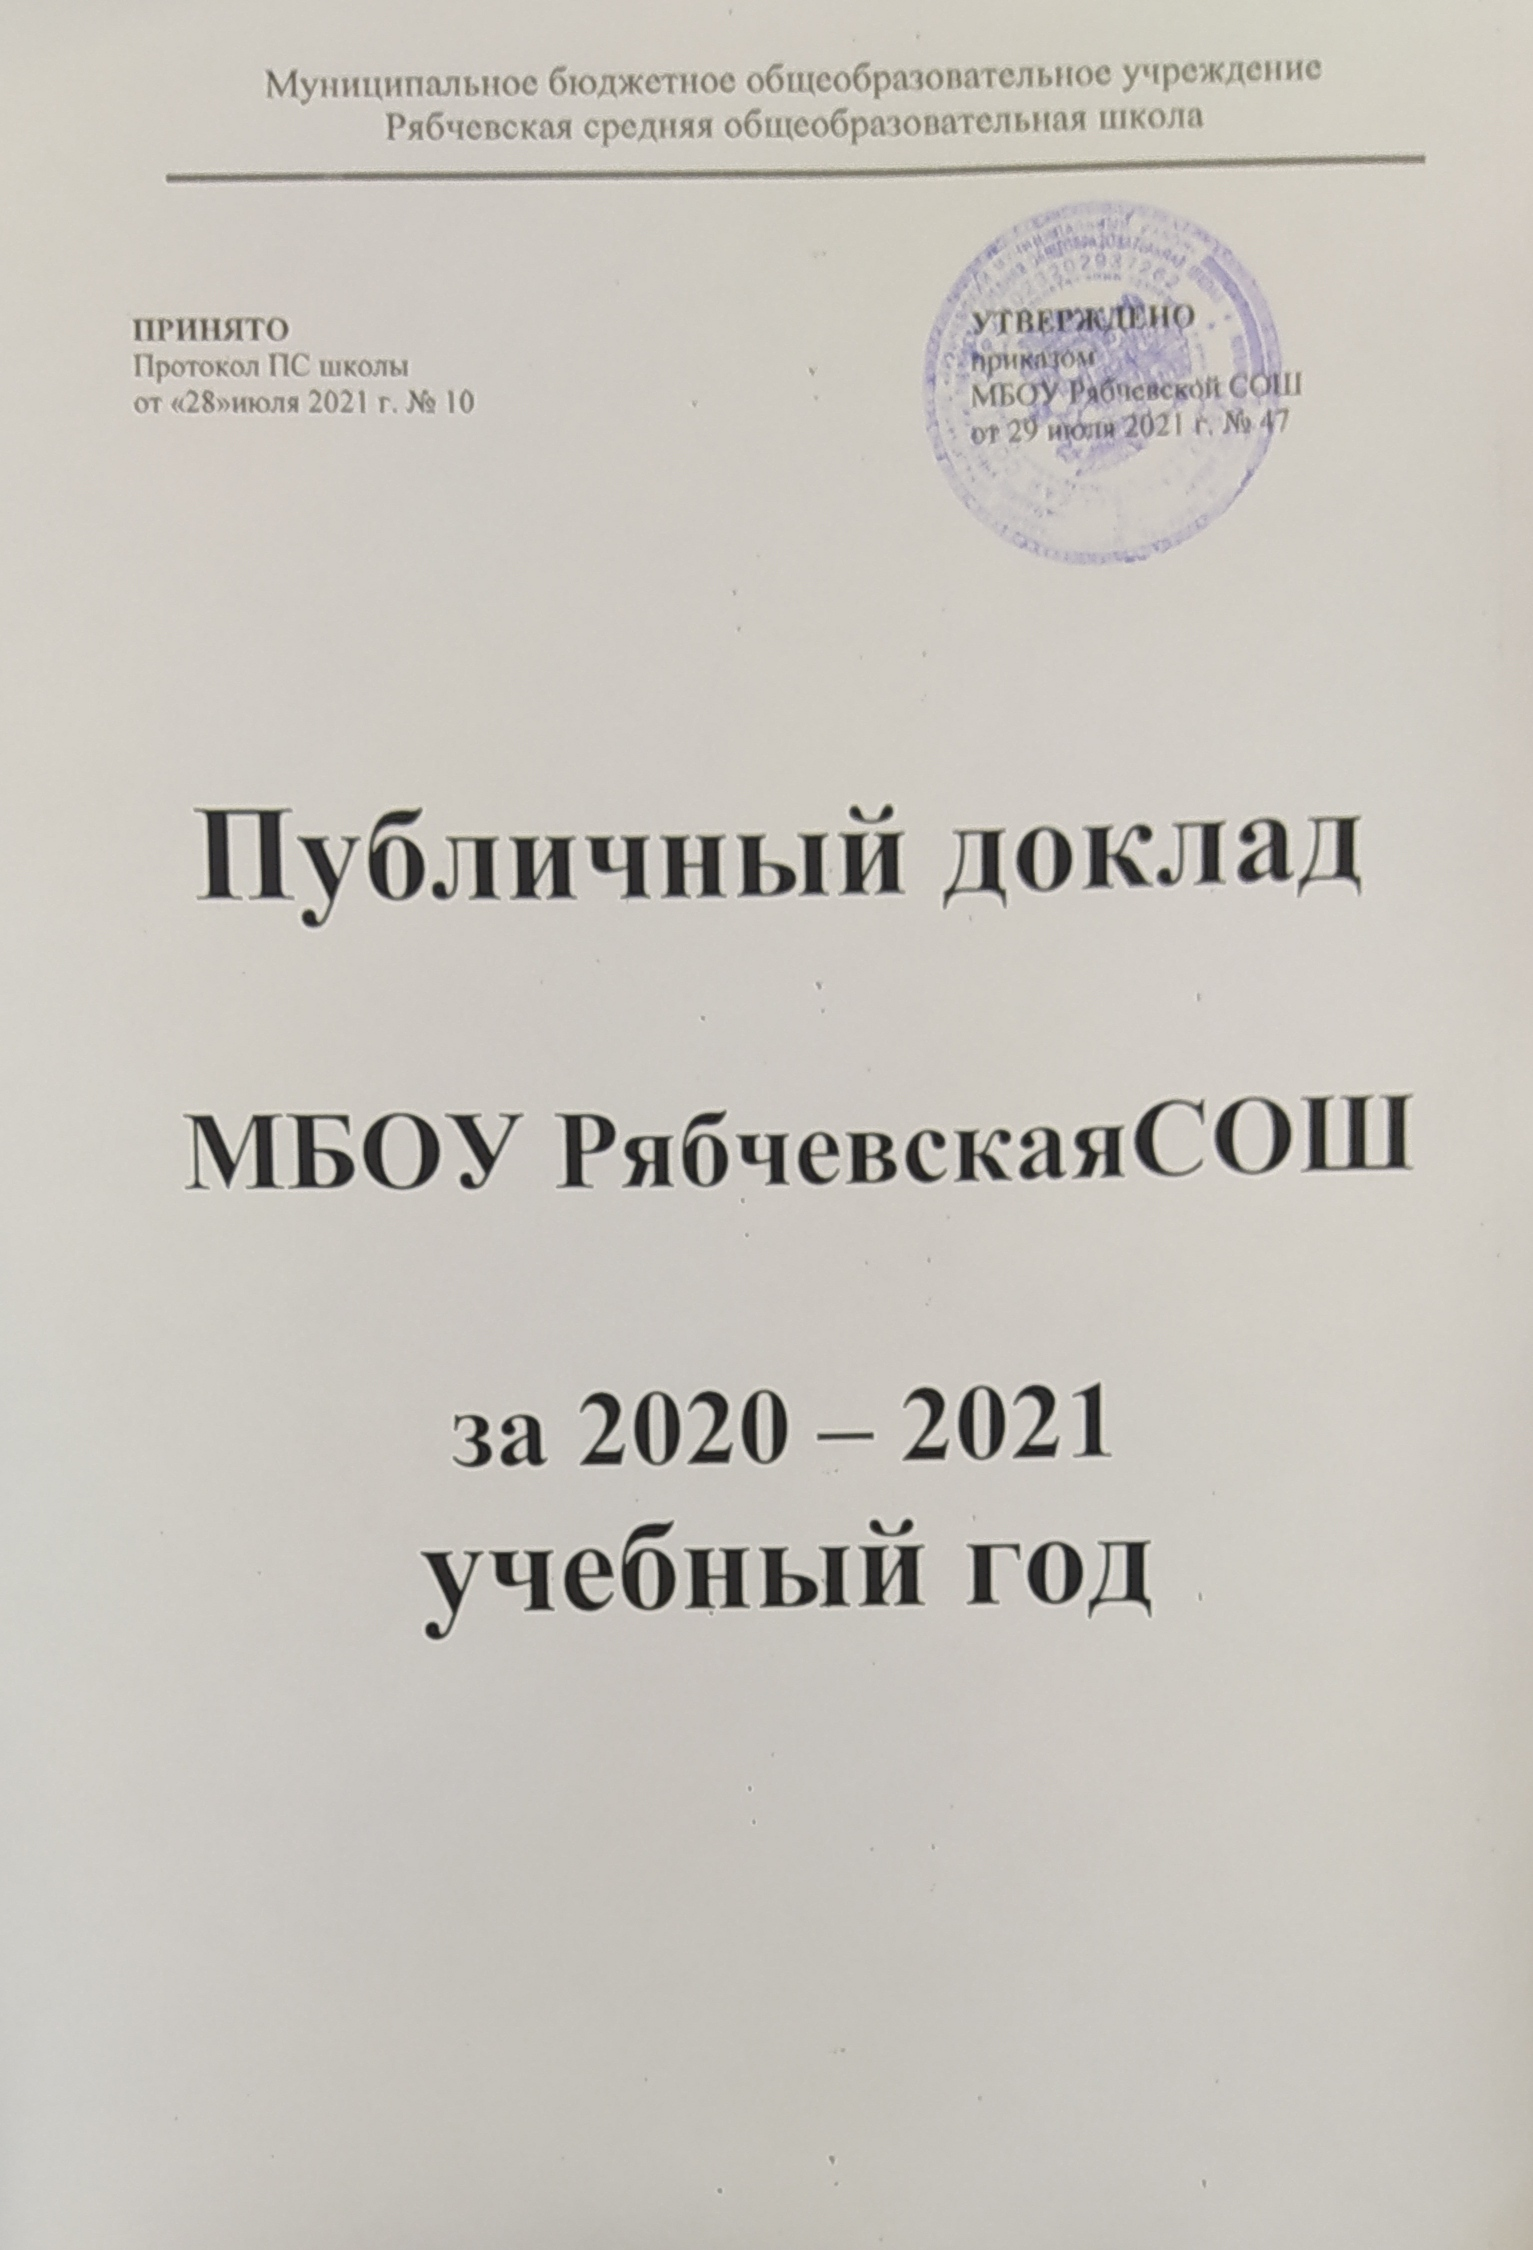 Муниципальное бюджетное общеобразовательное учреждение
Рябчевская средняя общеобразовательная школа
ПРИНЯТО
Протокол ПС школы
от «28»июля 2021 г. № 10
УТВЕРЖДЕНО
приказом
МБОУ Рябчевской СОШ
от 29 июля 2021 г. № 47
Публичный доклад
МБОУ РябчевскаяСОШ
за 2020 – 2021
учебный год